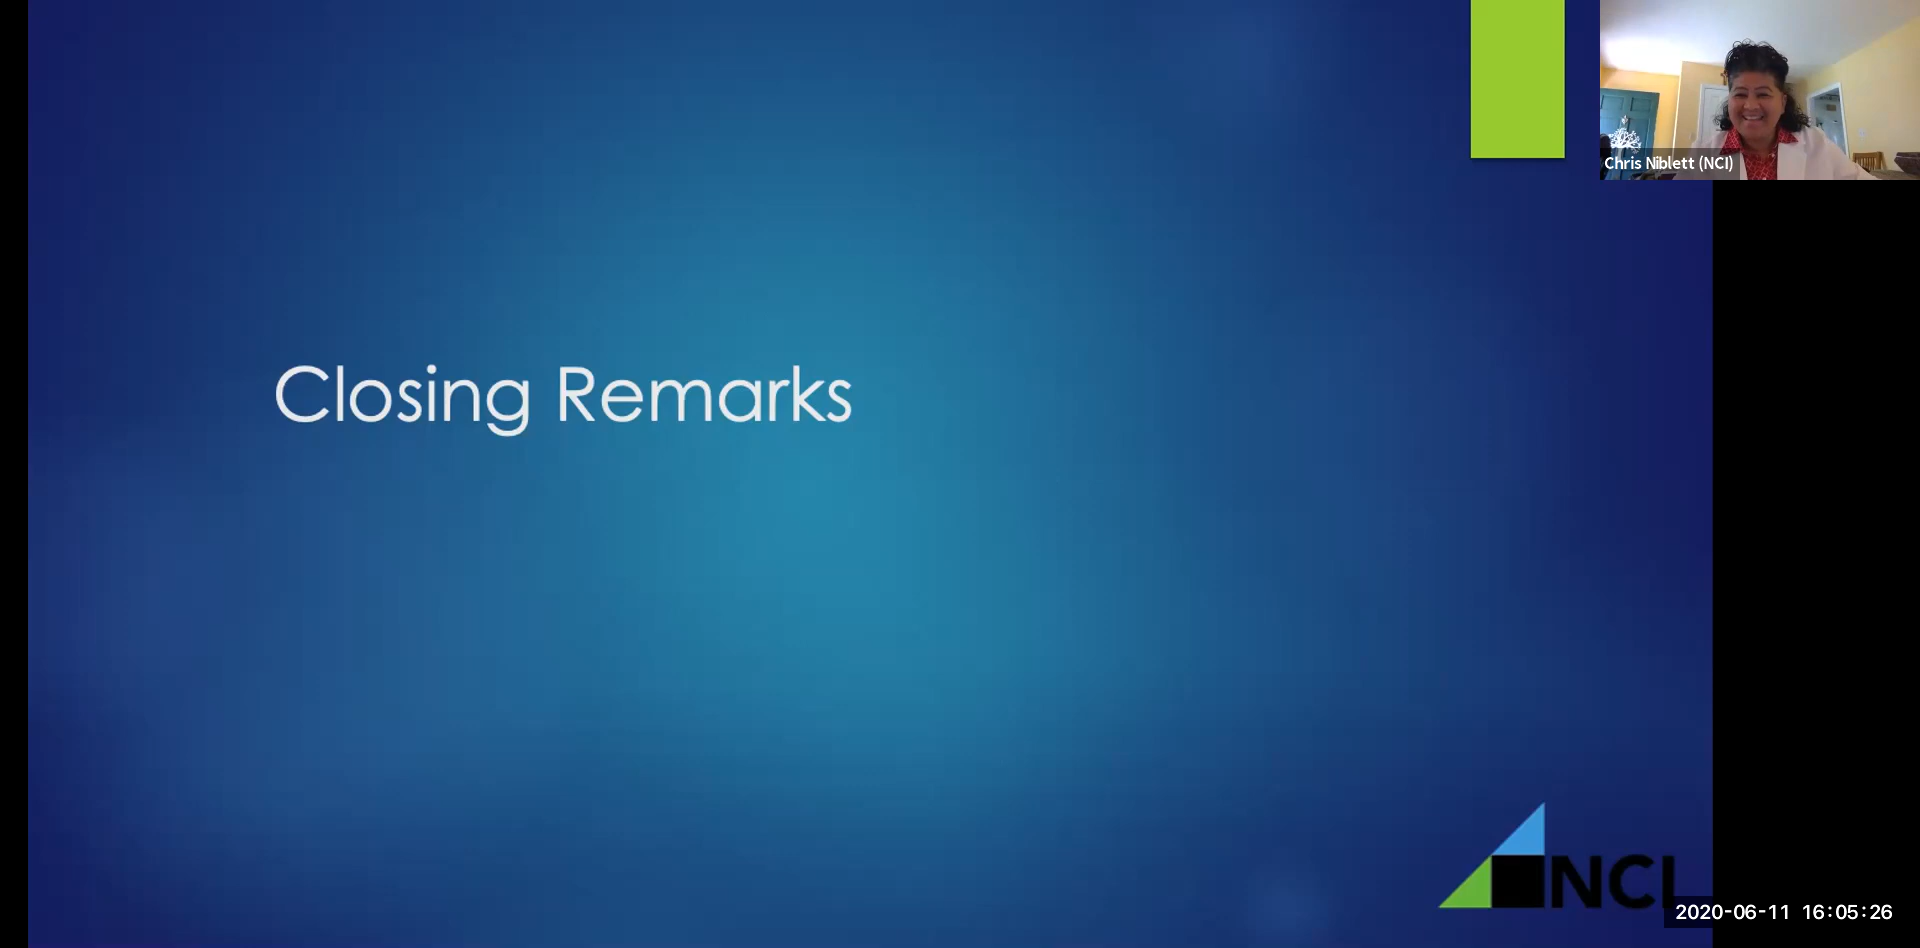 Chris Niblett (NCI)
Closing Remarks
NCI
2020-06-11 16:05:26